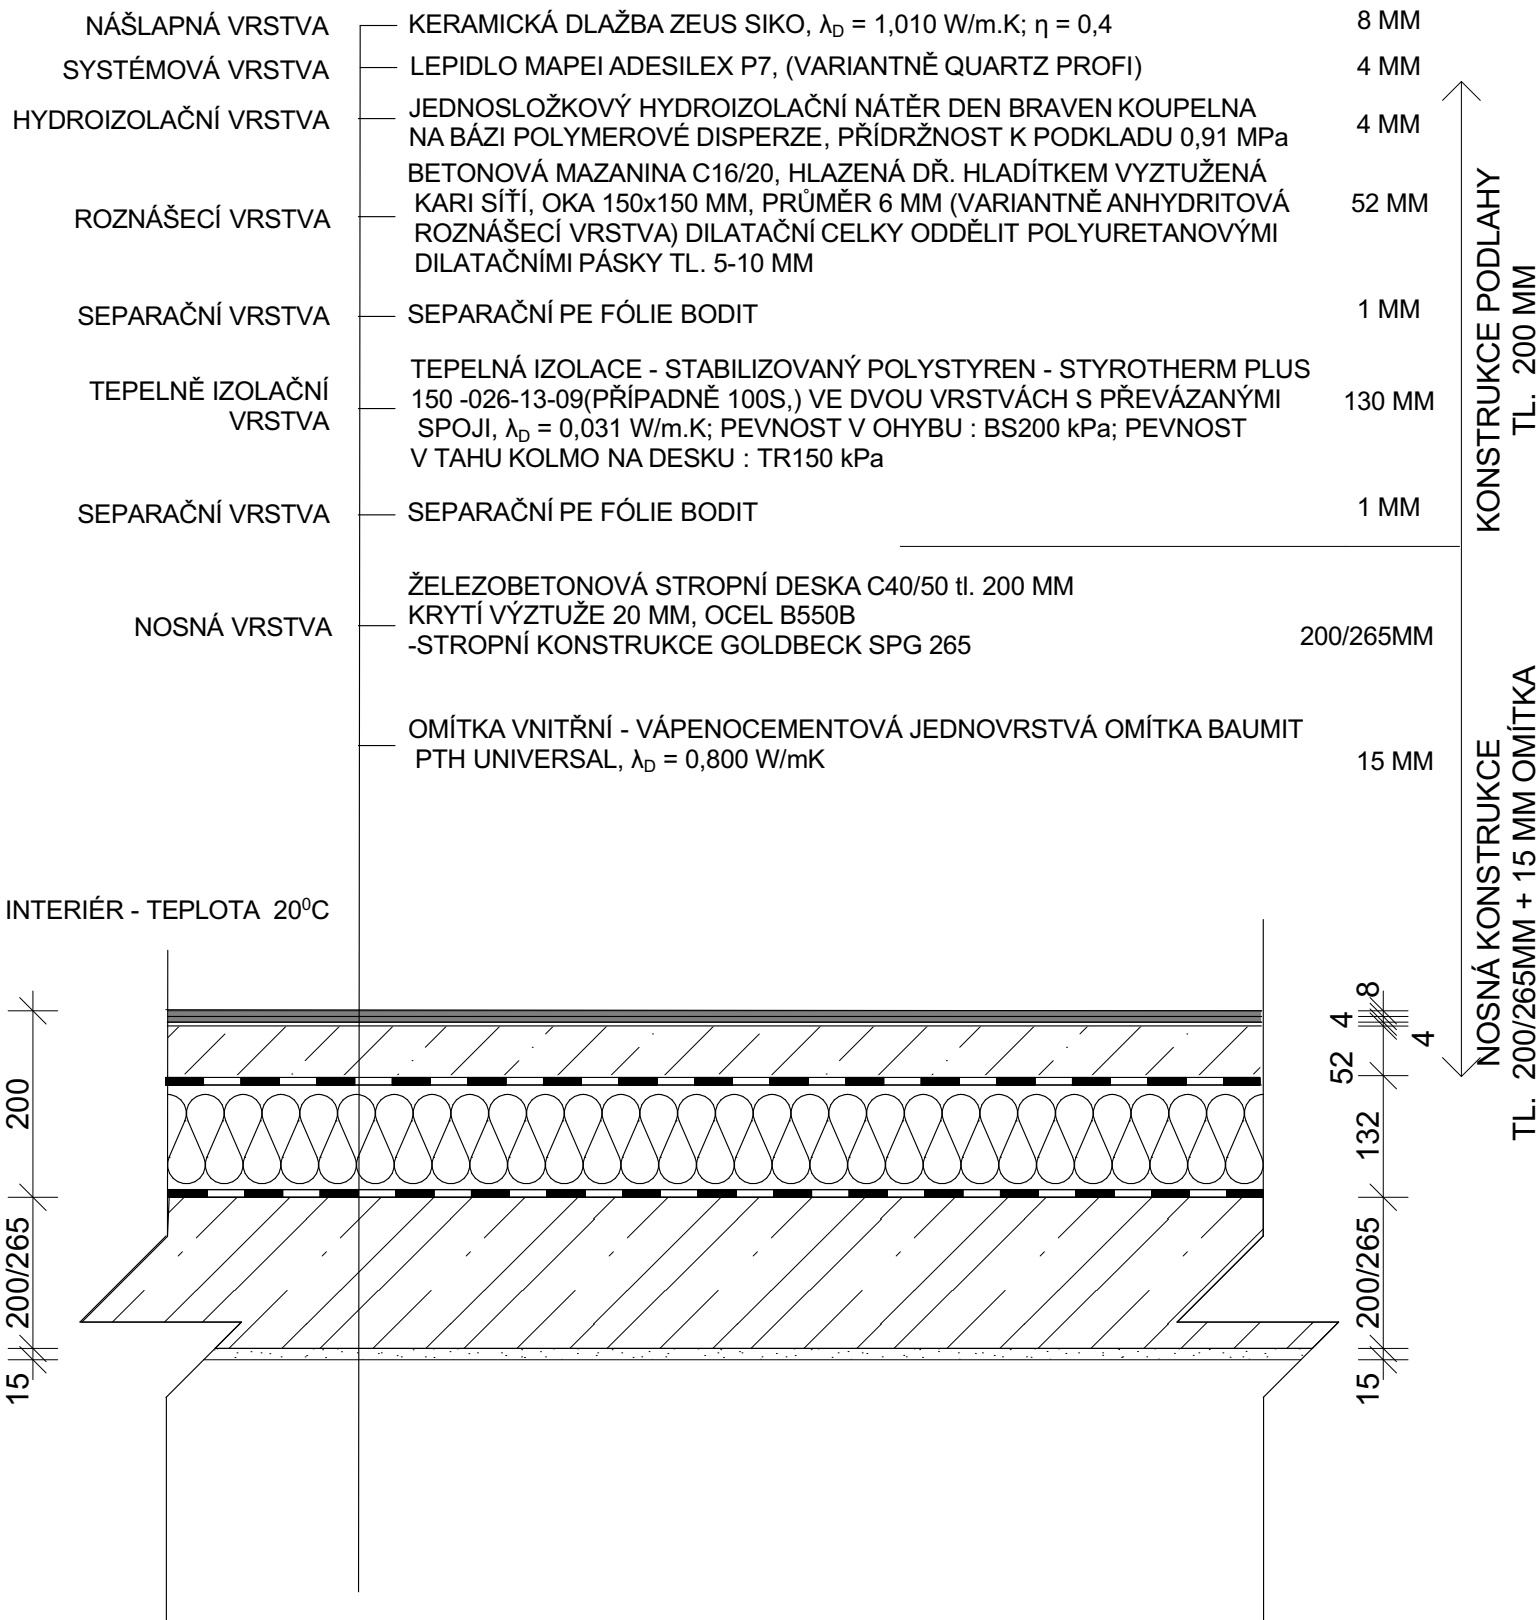 NÁŠLAPNÁ VRSTVA
KERAMICKÁ DLAŽBA ZEUS SIKO, λD = 1,010 W/m.K; η = 0,4
8 MM
SYSTÉMOVÁ VRSTVA
LEPIDLO MAPEI ADESILEX P7, (VARIANTNĚ QUARTZ PROFI)
4 MM
HYDROIZOLAČNÍ VRSTVA
JEDNOSLOŽKOVÝ HYDROIZOLAČNÍ NÁTĚR DEN BRAVEN KOUPELNA
NA BÁZI POLYMEROVÉ DISPERZE, PŘÍDRŽNOST K PODKLADU 0,91 MPa
4 MM
ROZNÁŠECÍ VRSTVA
BETONOVÁ MAZANINA C16/20, HLAZENÁ DŘ. HLADÍTKEM VYZTUŽENÁ
KARI SÍŤÍ, OKA 150x150 MM, PRŮMĚR 6 MM (VARIANTNĚ ANHYDRITOVÁ
ROZNÁŠECÍ VRSTVA) DILATAČNÍ CELKY ODDĚLIT POLYURETANOVÝMI
DILATAČNÍMI PÁSKY TL. 5-10 MM
52 MM
SEPARAČNÍ VRSTVA
SEPARAČNÍ PE FÓLIE BODIT
1 MM
TEPELNĚ IZOLAČNÍ
VRSTVA
TEPELNÁ IZOLACE - STABILIZOVANÝ POLYSTYREN - STYROTHERM PLUS
150 -026-13-09(PŘÍPADNĚ 100S,) VE DVOU VRSTVÁCH S PŘEVÁZANÝMI
SPOJI, λD = 0,031 W/m.K; PEVNOST V OHYBU : BS200 kPa; PEVNOST
V TAHU KOLMO NA DESKU : TR150 kPa
130 MM
SEPARAČNÍ VRSTVA
SEPARAČNÍ PE FÓLIE BODIT
1 MM
KONSTRUKCE PODLAHY
TL. 200 MM
NOSNÁ VRSTVA
ŽELEZOBETONOVÁ STROPNÍ DESKA C40/50 tl. 200 MM
KRYTÍ VÝZTUŽE 20 MM, OCEL B550B
-STROPNÍ KONSTRUKCE GOLDBECK SPG 265
200/265MM
OMÍTKA VNITŘNÍ - VÁPENOCEMENTOVÁ JEDNOVRSTVÁ OMÍTKA BAUMIT
PTH UNIVERSAL, λD = 0,800 W/mK
15 MM
NOSNÁ KONSTRUKCE
TL. 200/265MM + 15 MM OMÍTKA
INTERIÉR - TEPLOTA 20⁰C
200
200/265
15
8
4
4
52
132
200/265
15